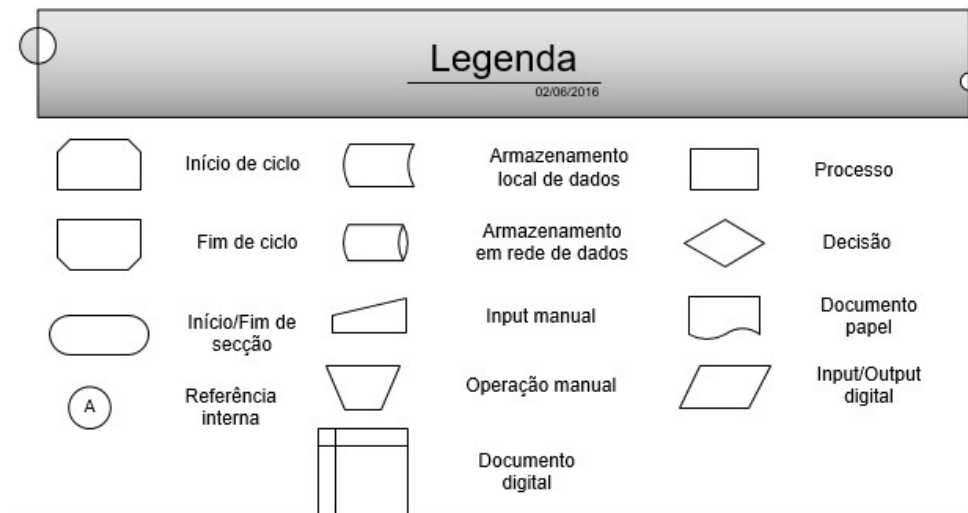 Legenda
02/06/2016
Início de ciclo
Armazenamento
local de dados
Processo
Fim de ciclo
Armazenamento
em rede de dados
Decisão
Início/Fim de
secção
Input manual
Documento
papel
A
Referência
interna
Operação manual
Input/Output
digital
Documento
digital